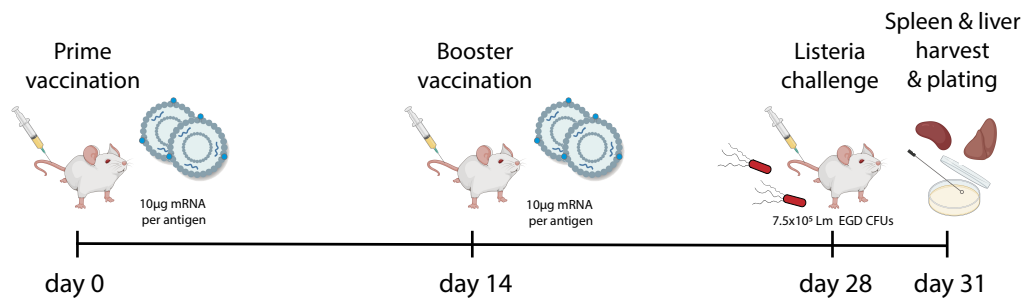 Prime
vaccination
10µg mRNA
per antigen
Booster
vaccination
10µg mRNA
per antigen
Listeria
challenge
7.5x10⁵ Lm EGD CFUs
Spleen & liver
harvest
& plating
day 0
day 14
day 28
day 31